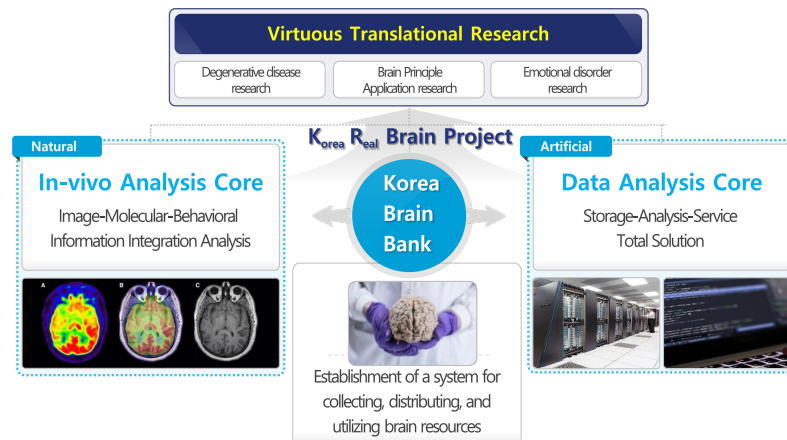 Virtuous Translational Research
Degenerative disease
research
Brain Principle
Application research
Emotional disorder
research
Korea Real Brain Project
Natural
In-vivo Analysis Core
Image-Molecular-Behavioral
Information Integration Analysis
A B C
Korea
Brain
Bank
Establishment of a system for
collecting, distributing, and
utilizing brain resources
Artificial
Data Analysis Core
Storage-Analysis-Service
Total Solution